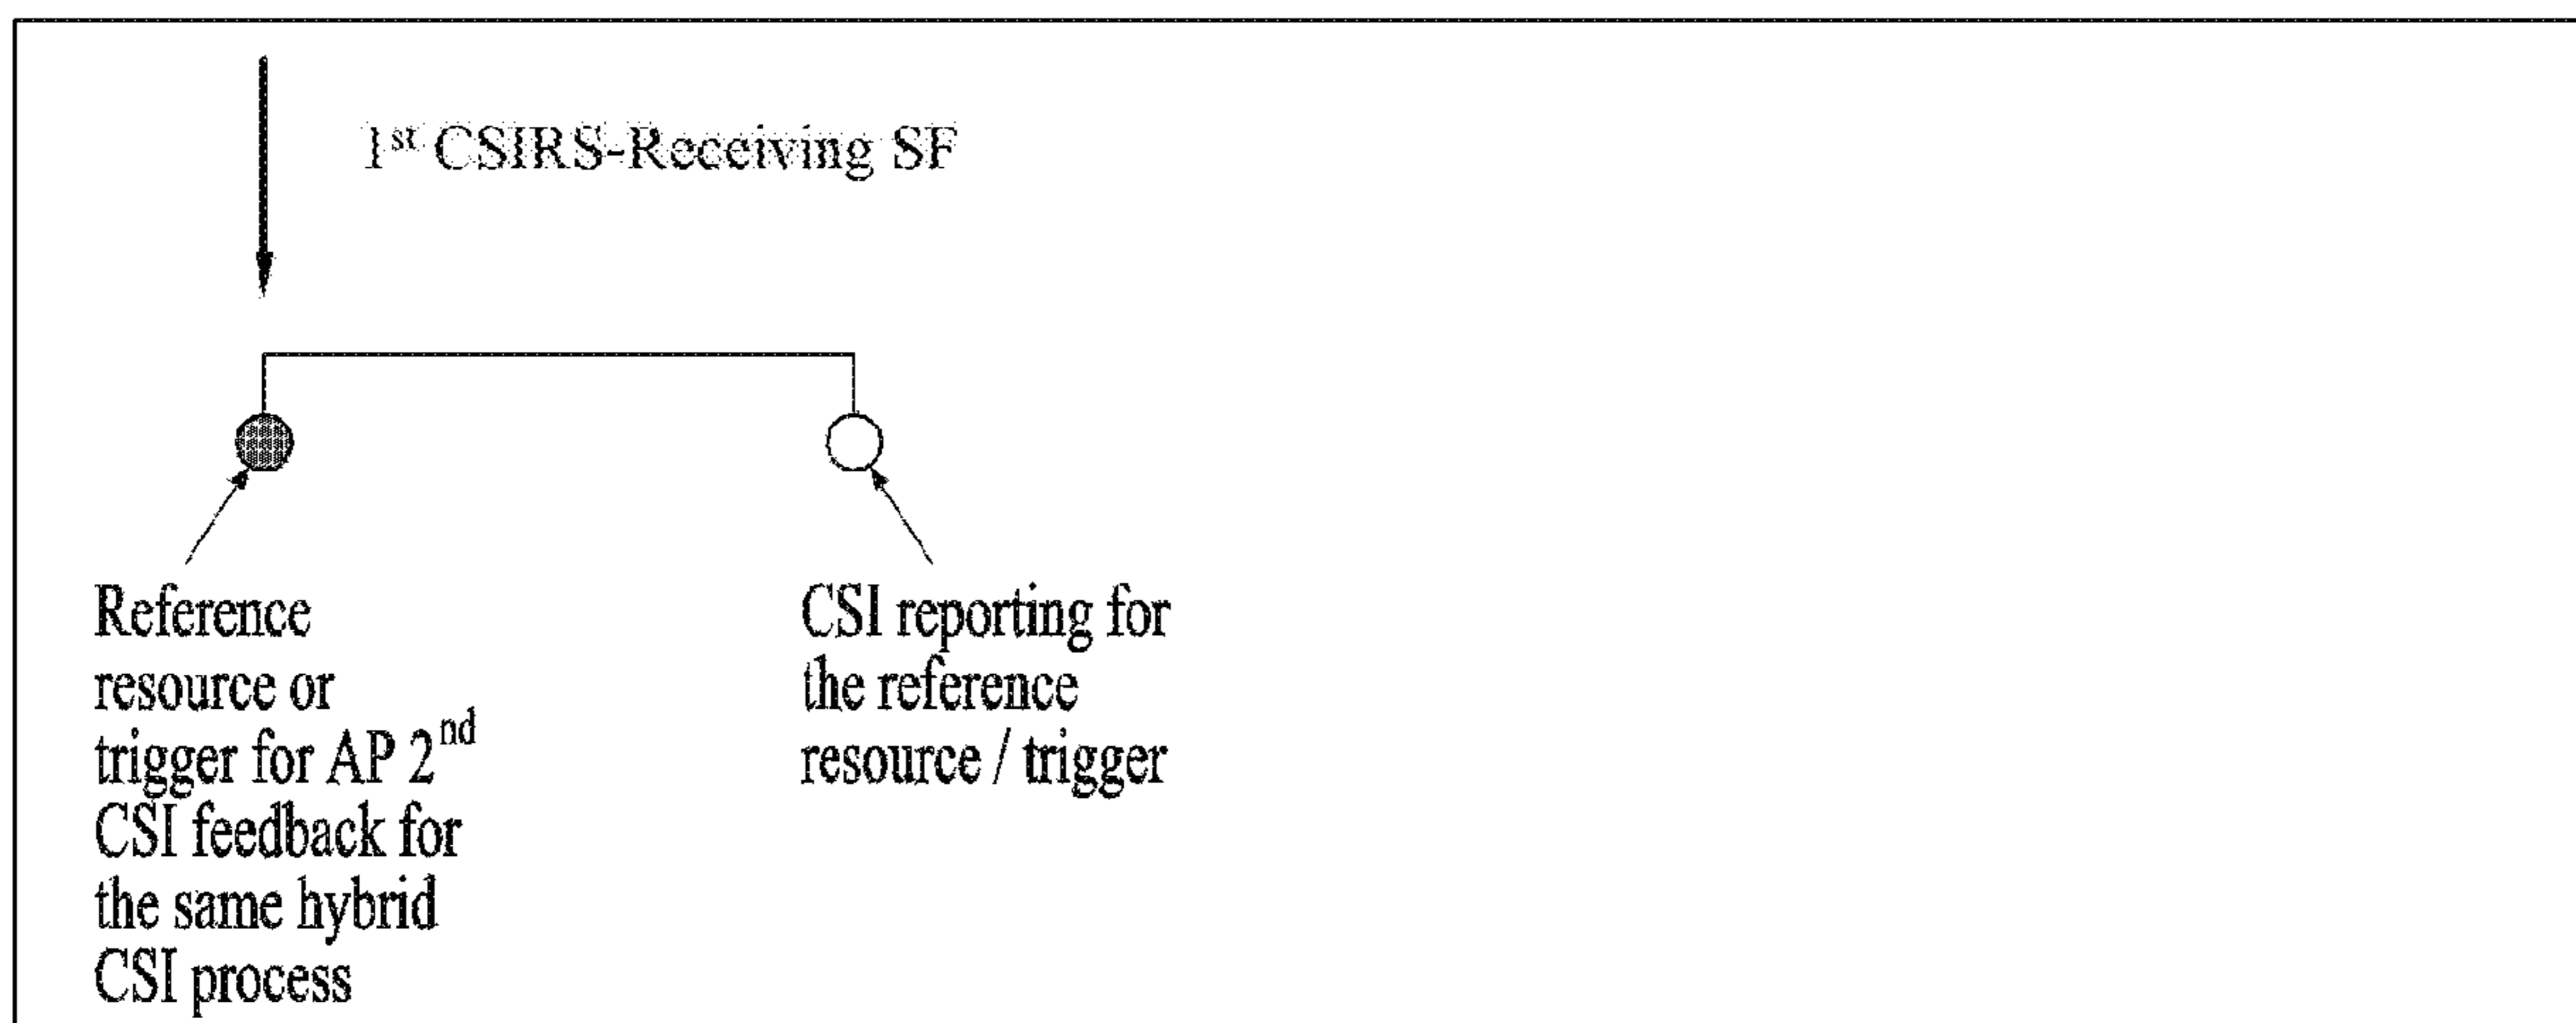 1st CSIRS-Receiving SF
Reference
resource or
trigger for AP 2nd
CSI feedback for
the same hybrid
CSI process
CSI reporting for
the reference
resource / trigger